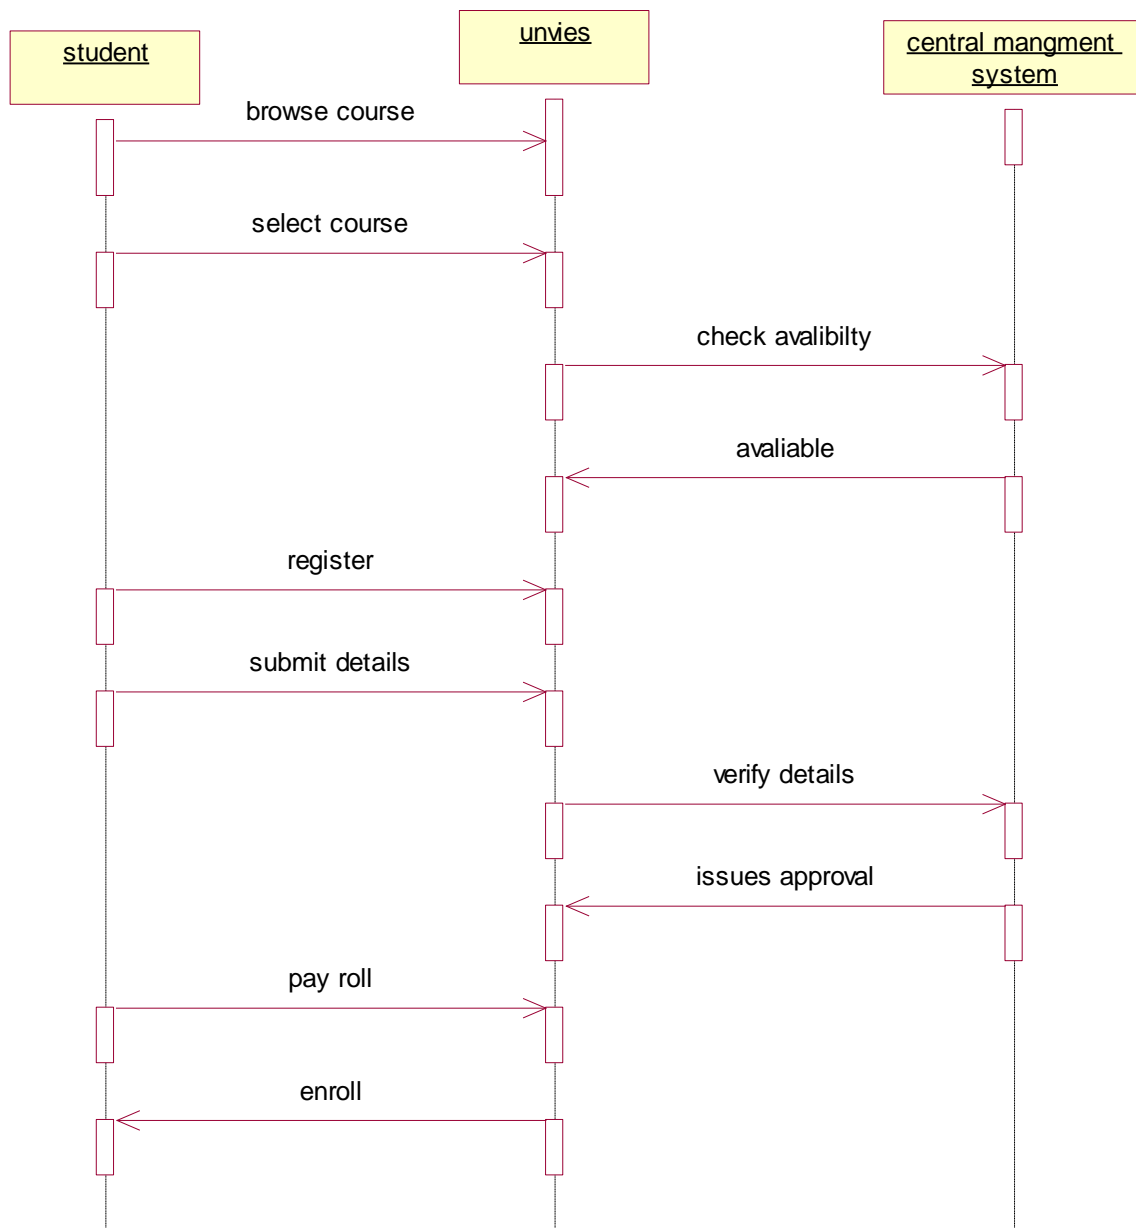 student
unvies
central mangment
system
browse course
select course
check avalibilty
avaliable
register
submit details
verify details
issues approval
pay roll
enroll